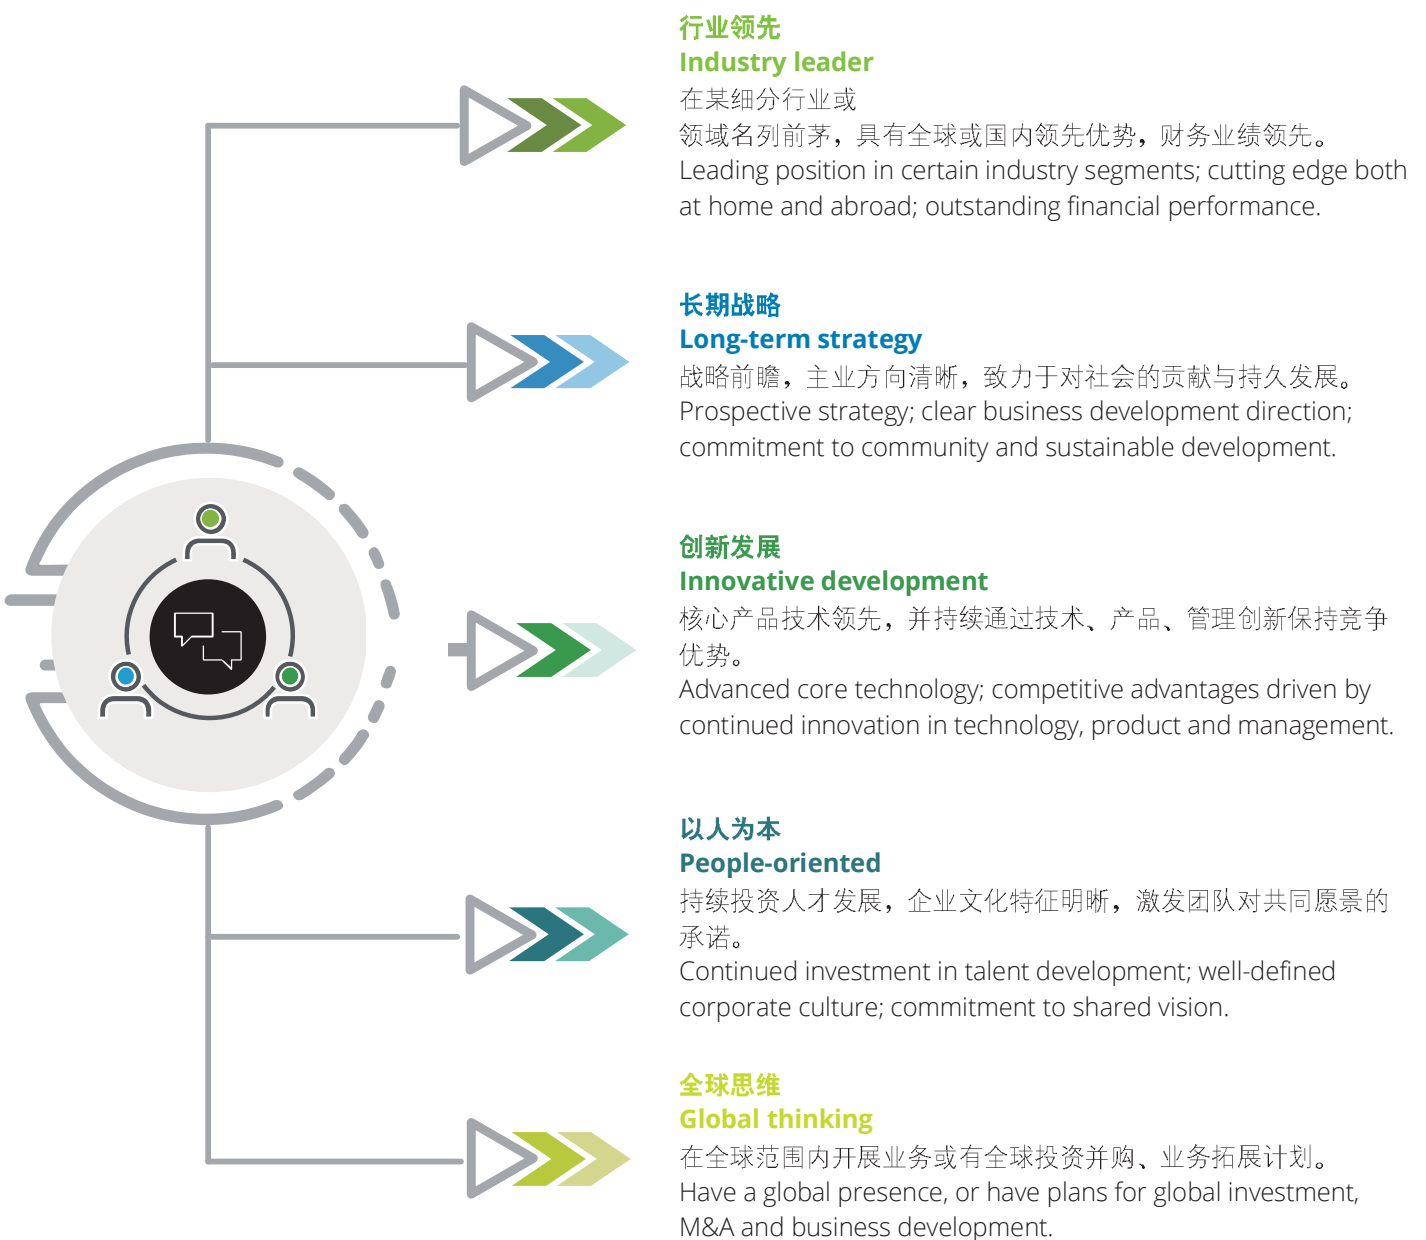 行业领先
Industry leader
在某细分行业或
领域名列前茅，具有全球或国内领先优势，财务业绩领先。
Leading position in certain industry segments; cutting edge both
at home and abroad; outstanding financial performance.
长期战略
Long-term strategy
战略前瞻，主业方向清晰，致力于对社会的贡献与持久发展。
Prospective strategy; clear business development direction;
commitment to community and sustainable development.
创新发展
Innovative development
核心产品技术领先，并持续通过技术、产品、管理创新保持竞争
优势。
Advanced core technology; competitive advantages driven by
continued innovation in technology, product and management.
以人为本
People-oriented
持续投资人才发展，企业文化特征明晰，激发团队对共同愿景的
承诺。
Continued investment in talent development; well-defined
corporate culture; commitment to shared vision.
全球思维
Global thinking
在全球范围内开展业务或有全球投资并购、业务拓展计划。
Have a global presence, or have plans for global investment,
M&A and business development.